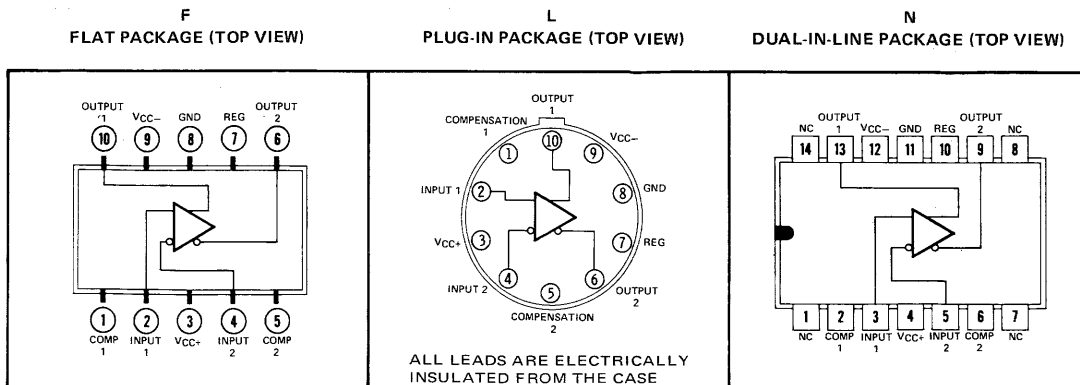 F
FLAT PACKAGE (TOP VIEW)
OUTPUT
1
VCC–
GND
REG
OUTPUT
2
10
9
8
7
6
1
2
3
4
5
COMP
1
INPUT
1
VCC+
INPUT
2
COMP
2
L
PLUG-IN PACKAGE (TOP VIEW)
OUTPUT
1
COMPENSATION
1
VCC–
10
1
9
INPUT 1
2
8
GND
VCC+
3
7
REG
4
6
INPUT 2
5
OUTPUT
2
COMPENSATION
2
ALL LEADS ARE ELECTRICALLY
INSULATED FROM THE CASE
N
DUAL-IN-LINE PACKAGE (TOP VIEW)
NC
OUTPUT
1
VCC–
GND
REG
OUTPUT
2
NC
14
13
12
11
10
9
8
1
2
3
4
5
6
7
NC
COMP
1
INPUT
1
VCC+
INPUT
2
COMP
2
NC